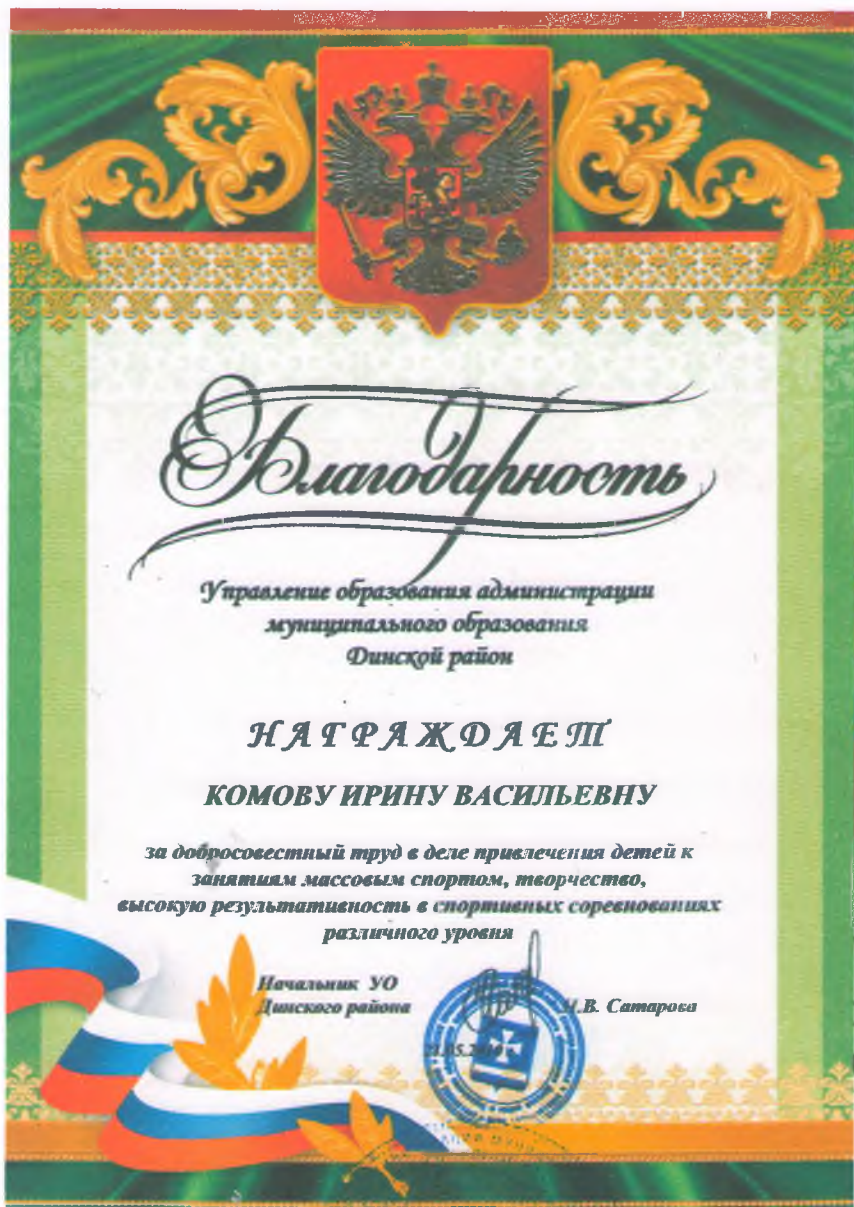 Благодарность
Управление образования администрации
муниципального образования
Динской район
НАГРАЖДАЕТ
КОМОВУ ИРИНУ ВАСИЛЬЕВНУ
за добросовестный труд в деле привлечения детей к
занятиям массовым спортом, творчество,
высокую результативность в спортивных соревнованиях
различного уровня
Начальник УО
Динского района
Сатарова